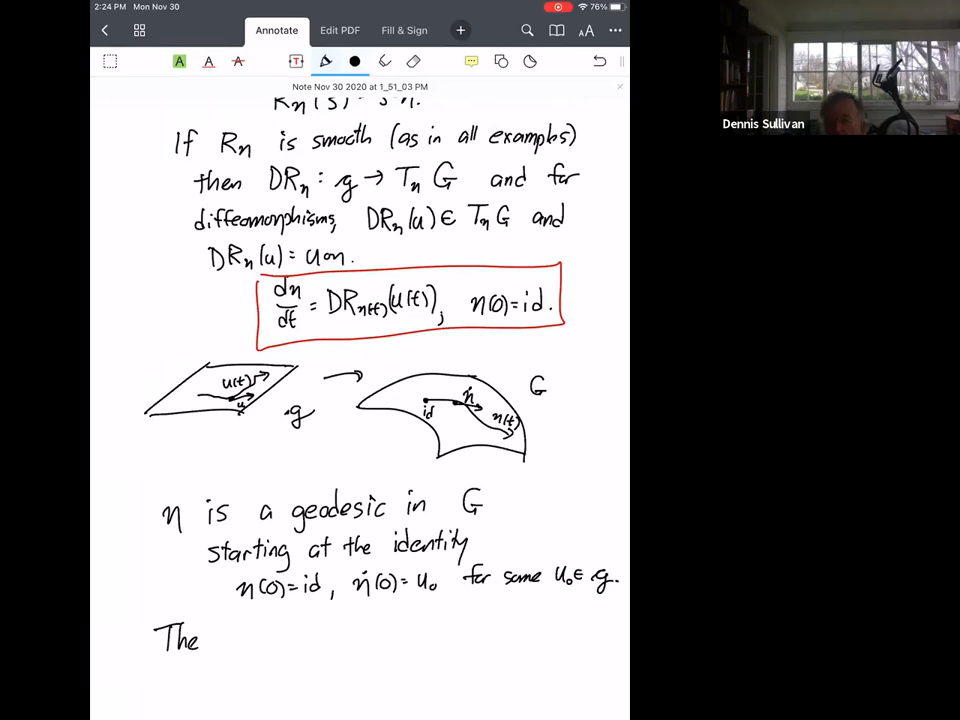 2:24 PM Mon Nov 30
76%
Annotate
Edit PDF
Fill & Sign
Note Nov 30 2020 at 1_51_03 PM
If Rη is smooth (as in all examples)
then DRη : g → TηG and for
diffeomorphisms, DRη(u) ∈ TηG and
DRη(u) = u∘η.
dη/dt = DRη(t)(u(t)), η(0) = id.
u(t)
u
g
id
η̇
η(t)
G
η is a geodesic in G
starting at the identity
η(0) = id, η̇(0) = u₀ for some u₀ ∈ g.
The
Dennis Sullivan